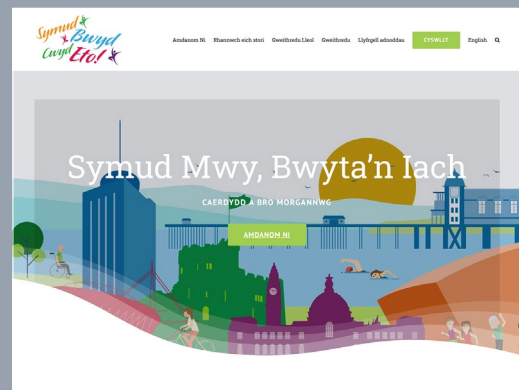 Symud
Bwyd
Cwyd Eto!
Amdanom Ni Rhannwch eich stori Gweithredu Lleol Gweithredu Llyfrgell adnoddau CYSWLLT English
Symud Mwy, Bwyta'n Iach
CAERDYDD A BRO MORGANNWG
AMDANOM NI